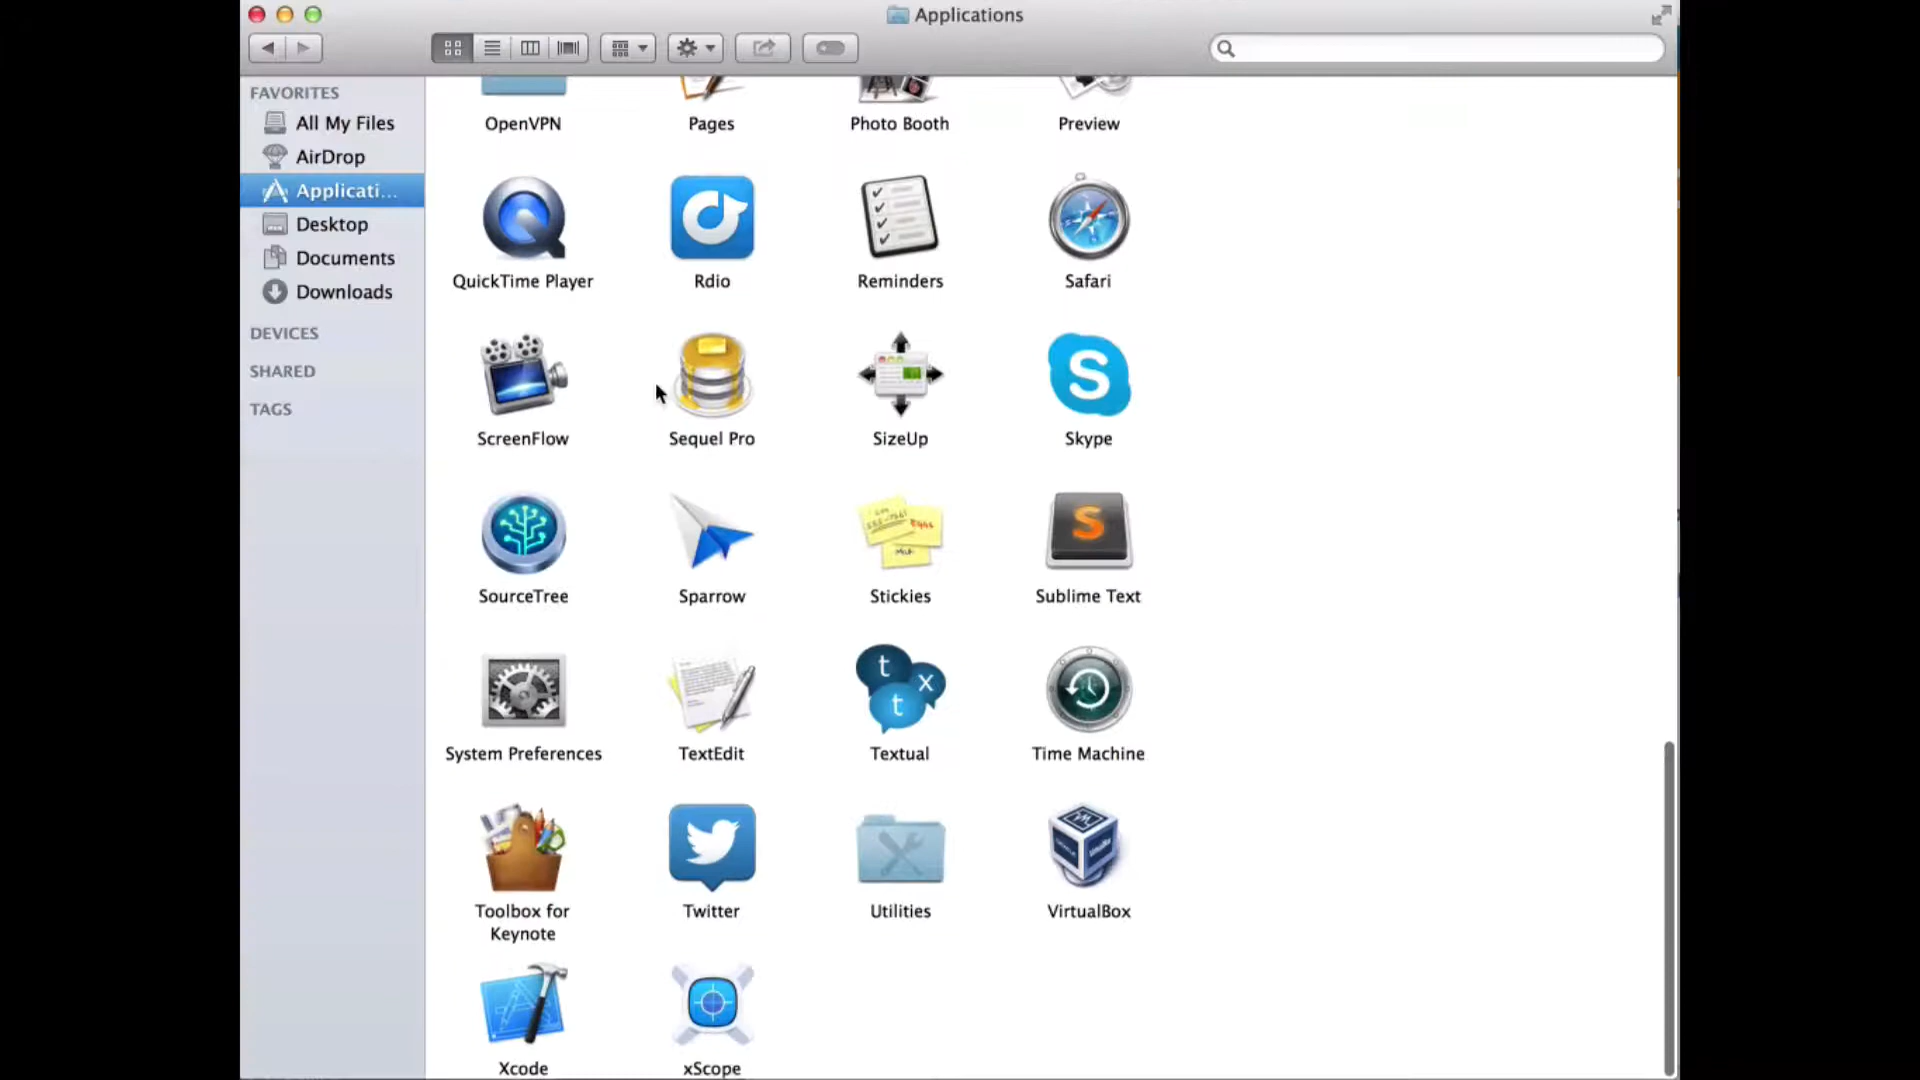 Applications
FAVORITES
All My Files
AirDrop
Applicati...
Desktop
Documents
Downloads
DEVICES
SHARED
TAGS
OpenVPN
Pages
Photo Booth
Preview
QuickTime Player
Rdio
Reminders
Safari
ScreenFlow
Sequel Pro
SizeUp
Skype
SourceTree
Sparrow
Stickies
Sublime Text
System Preferences
TextEdit
Textual
Time Machine
Toolbox for
Keynote
Twitter
Utilities
VirtualBox
Xcode
xScope